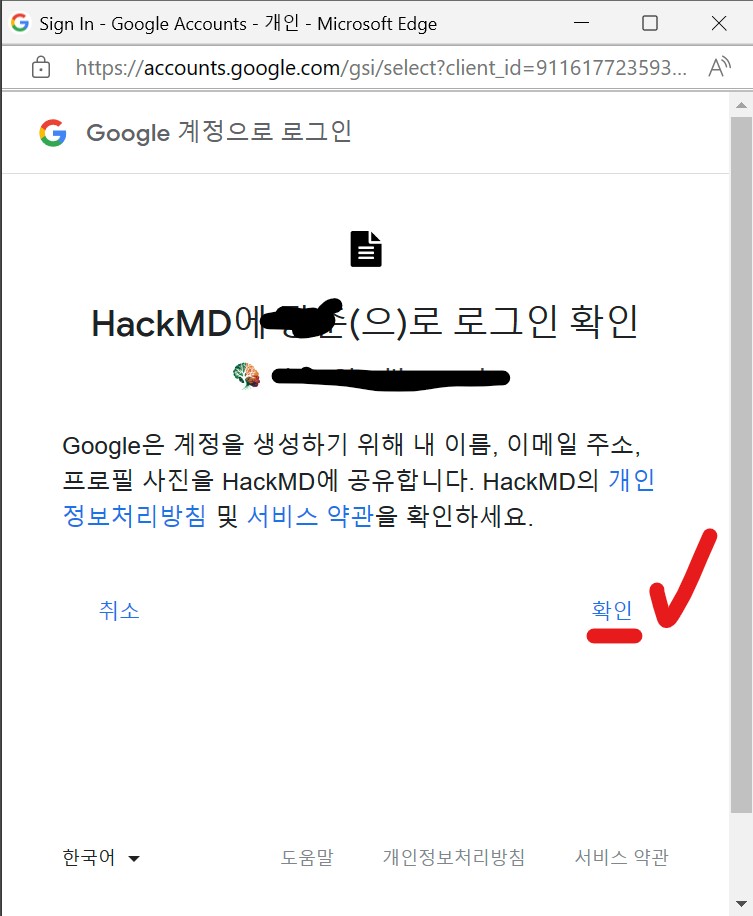 Sign In - Google Accounts - 개인 - Microsoft Edge
https://accounts.google.com/gsi/select?client_id=911617723593...
Google 계정으로 로그인
HackMD에 (으)로 로그인 확인
Google은 계정을 생성하기 위해 내 이름, 이메일 주소,
프로필 사진을 HackMD에 공유합니다. HackMD의 개인
정보처리방침 및 서비스 약관을 확인하세요.
취소 확인
한국어 도움말 개인정보처리방침 서비스 약관